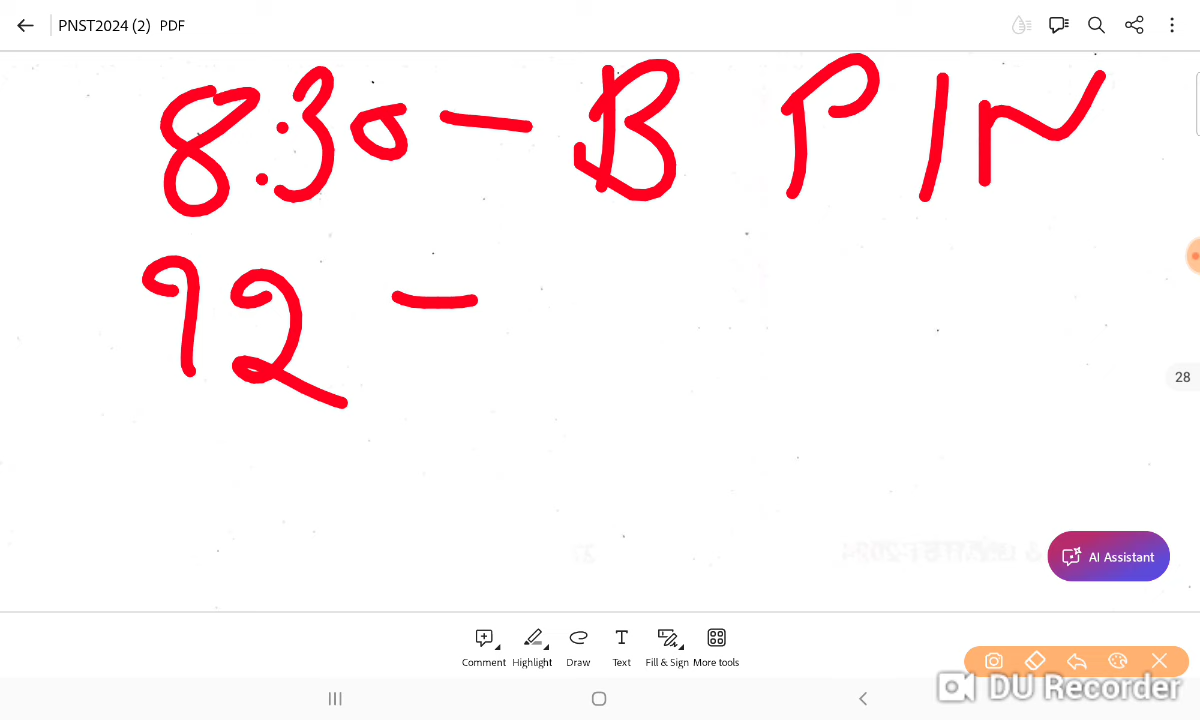 PNST2024 (2) PDF
8:30 — B PIN
92 —
28
AI Assistant
Comment Highlight Draw Text Fill & Sign More tools
DU Recorder